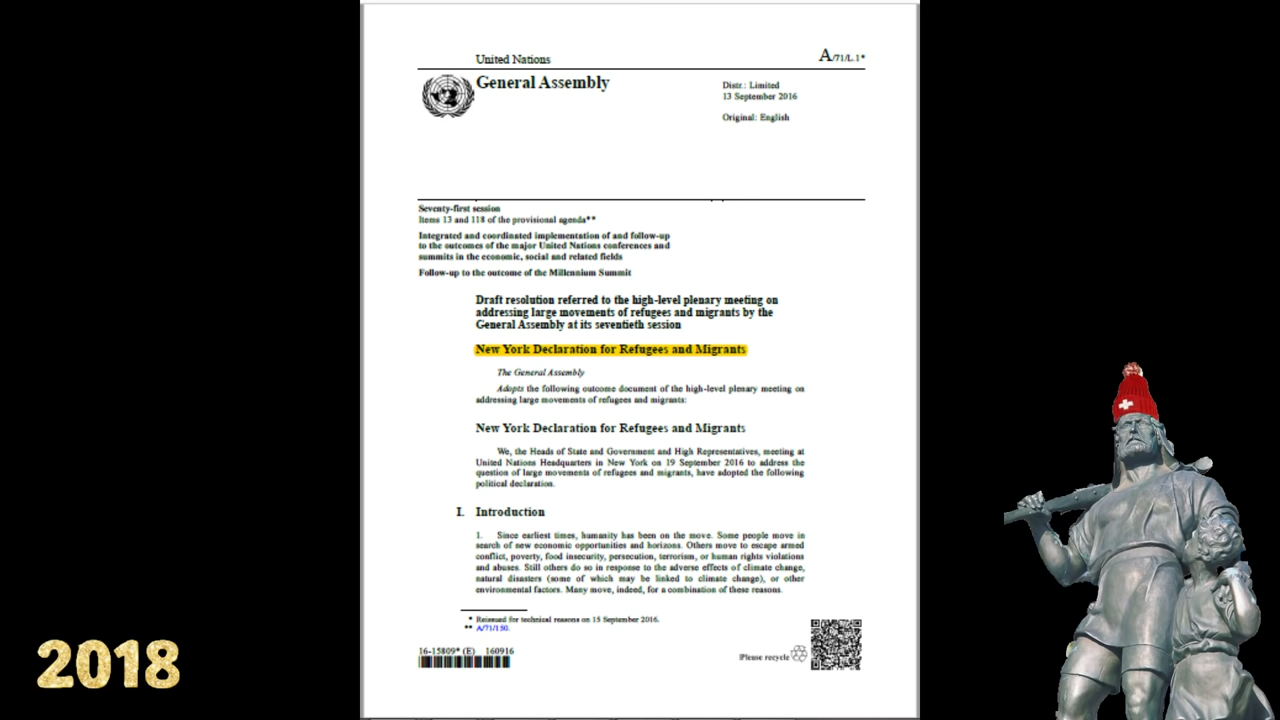 United Nations
A/71/L.1*
General Assembly
Distr.: Limited
13 September 2016
Original: English
Seventy-first session
Items 13 and 118 of the provisional agenda**
Integrated and coordinated implementation of and follow-up
to the outcomes of the major United Nations conferences and
summits in the economic, social and related fields
Follow-up to the outcome of the Millennium Summit
Draft resolution referred to the high-level plenary meeting on
addressing large movements of refugees and migrants by the
General Assembly at its seventieth session
New York Declaration for Refugees and Migrants
The General Assembly
Adopts the following outcome document of the high-level plenary meeting on
addressing large movements of refugees and migrants:
New York Declaration for Refugees and Migrants
We, the Heads of State and Government and High Representatives, meeting at
United Nations Headquarters in New York on 19 September 2016 to address the
question of large movements of refugees and migrants, have adopted the following
political declaration.
I. Introduction
1. Since earliest times, humanity has been on the move. Some people move in
search of new economic opportunities and horizons. Others move to escape armed
conflict, poverty, food insecurity, persecution, terrorism, or human rights violations
and abuses. Still others do so in response to the adverse effects of climate change,
natural disasters (some of which may be linked to climate change), or other
environmental factors. Many move, indeed, for a combination of these reasons.
* Reissued for technical reasons on 15 September 2016.
** A/71/150.
16-15809* (E) 160916
Please recycle
2018